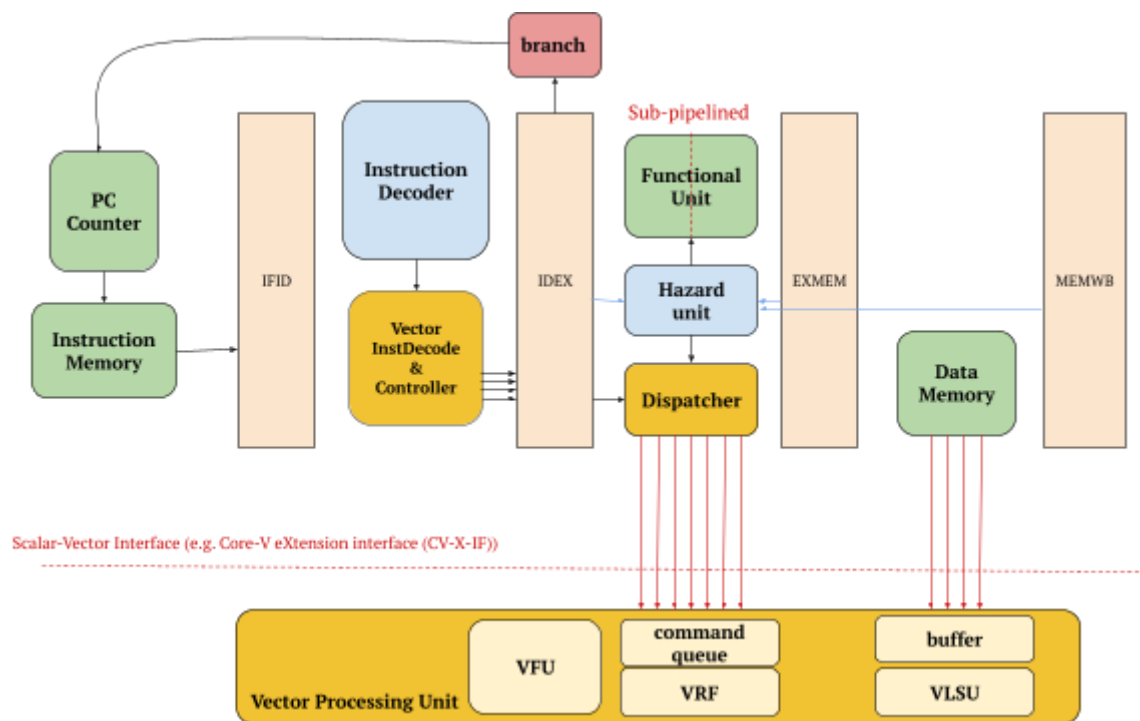 branch
Sub-pipelined
Instruction
Decoder
Functional
Unit
PC
Counter
IFID
IDEX
Hazard
unit
EXMEM
MEMWB
Instruction
Memory
Vector
InstDecode
&
Controller
Dispatcher
Data
Memory
Scalar-Vector Interface (e.g. Core-V eXtension interface (CV-X-IF))
VFU
command
queue
buffer
Vector Processing Unit
VRF
VLSU